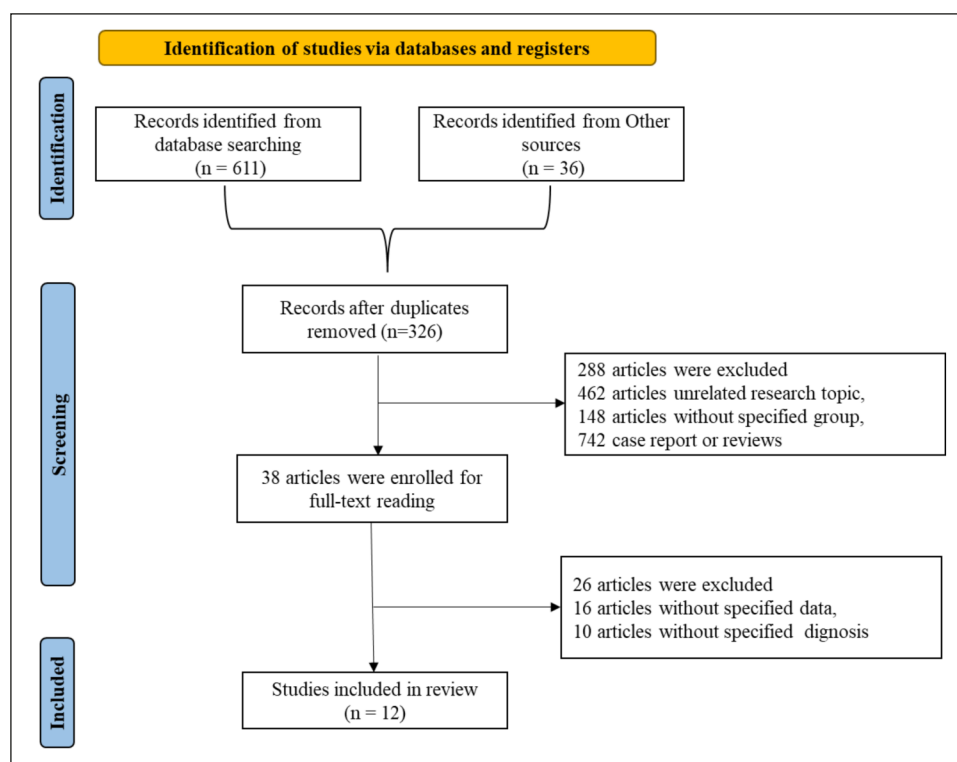 Identification of studies via databases and registers
Identification
Records identified from
database searching
(n = 611)
Records identified from Other
sources
(n = 36)
Screening
Records after duplicates
removed (n=326)
288 articles were excluded
462 articles unrelated research topic,
148 articles without specified group,
742 case report or reviews
38 articles were enrolled for
full-text reading
26 articles were excluded
16 articles without specified data,
10 articles without specified dignosis
Included
Studies included in review
(n = 12)